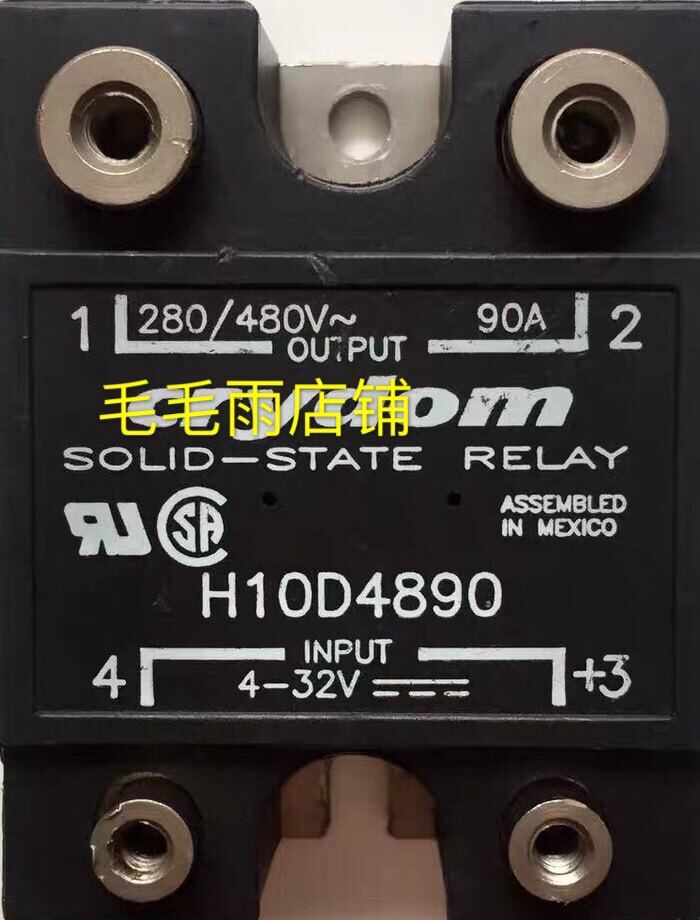 1 280/480V~ 90A 2
OUTPUT
毛毛雨店铺
crydom
SOLID-STATE RELAY
ASSEMBLED
IN MEXICO
H10D4890
INPUT
4 4-32V +3